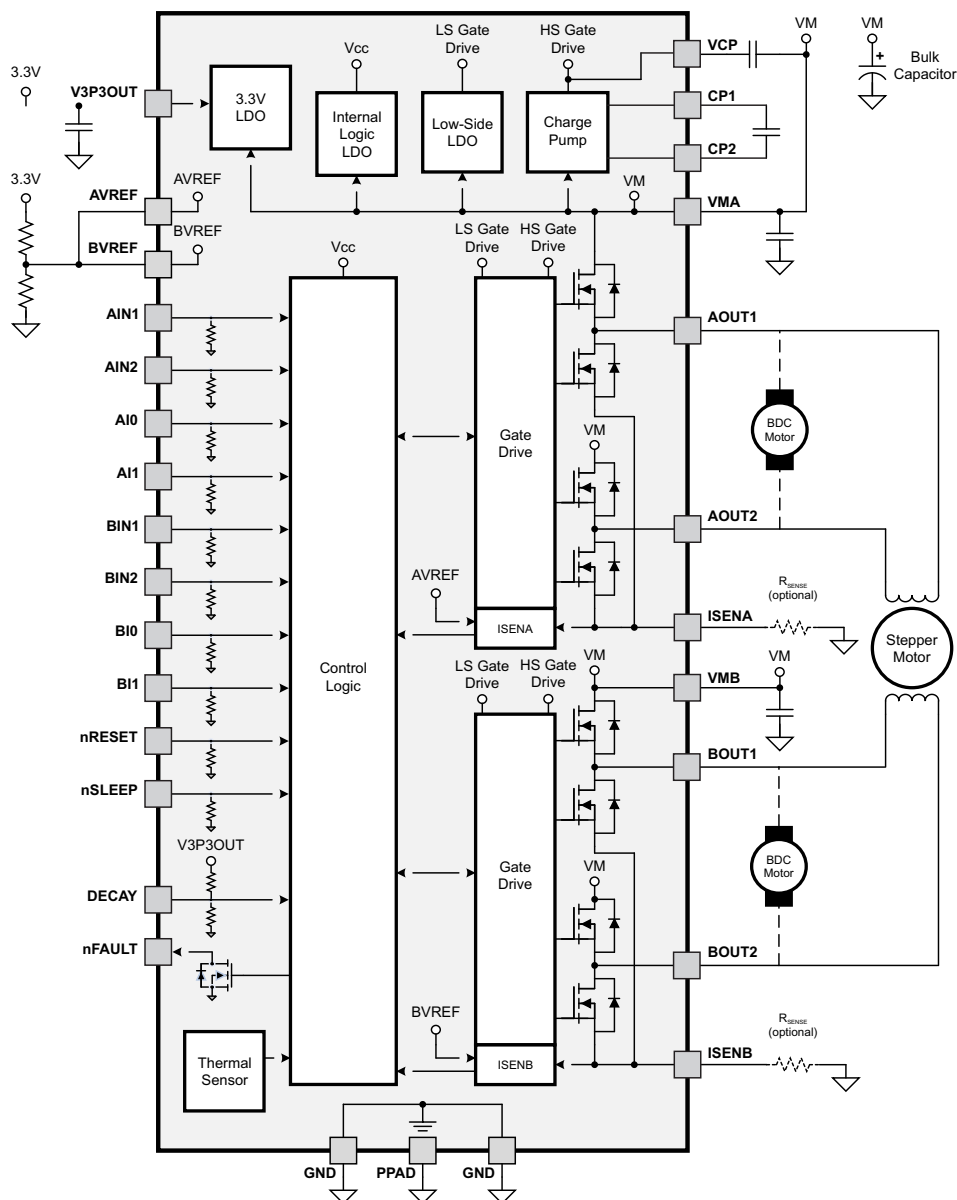 VM
VM
LS Gate
Drive
HS Gate
Drive
Vcc
VCP
+
Bulk
Capacitor
3.3V
V3P3OUT
3.3V
LDO
Internal
Logic
LDO
Low-Side
LDO
Charge
Pump
CP1
CP2
3.3V
AVREF
AVREF
VM
VMA
BVREF
BVREF
Vcc
LS Gate
Drive
HS Gate
Drive
AIN1
AOUT1
AIN2
AI0
BDC
Motor
Gate
Drive
VM
AI1
BIN1
AOUT2
BIN2
AVREF
RSENSE
(optional)
BI0
ISENA
ISENA
Stepper
Motor
Control
Logic
LS Gate
Drive
HS Gate
Drive
VM
VM
BI1
VMB
nRESET
BOUT1
nSLEEP
V3P3OUT
BDC
Motor
Gate
Drive
VM
DECAY
nFAULT
BOUT2
BVREF
RSENSE
(optional)
Thermal
Sensor
ISENB
ISENB
GND
PPAD
GND